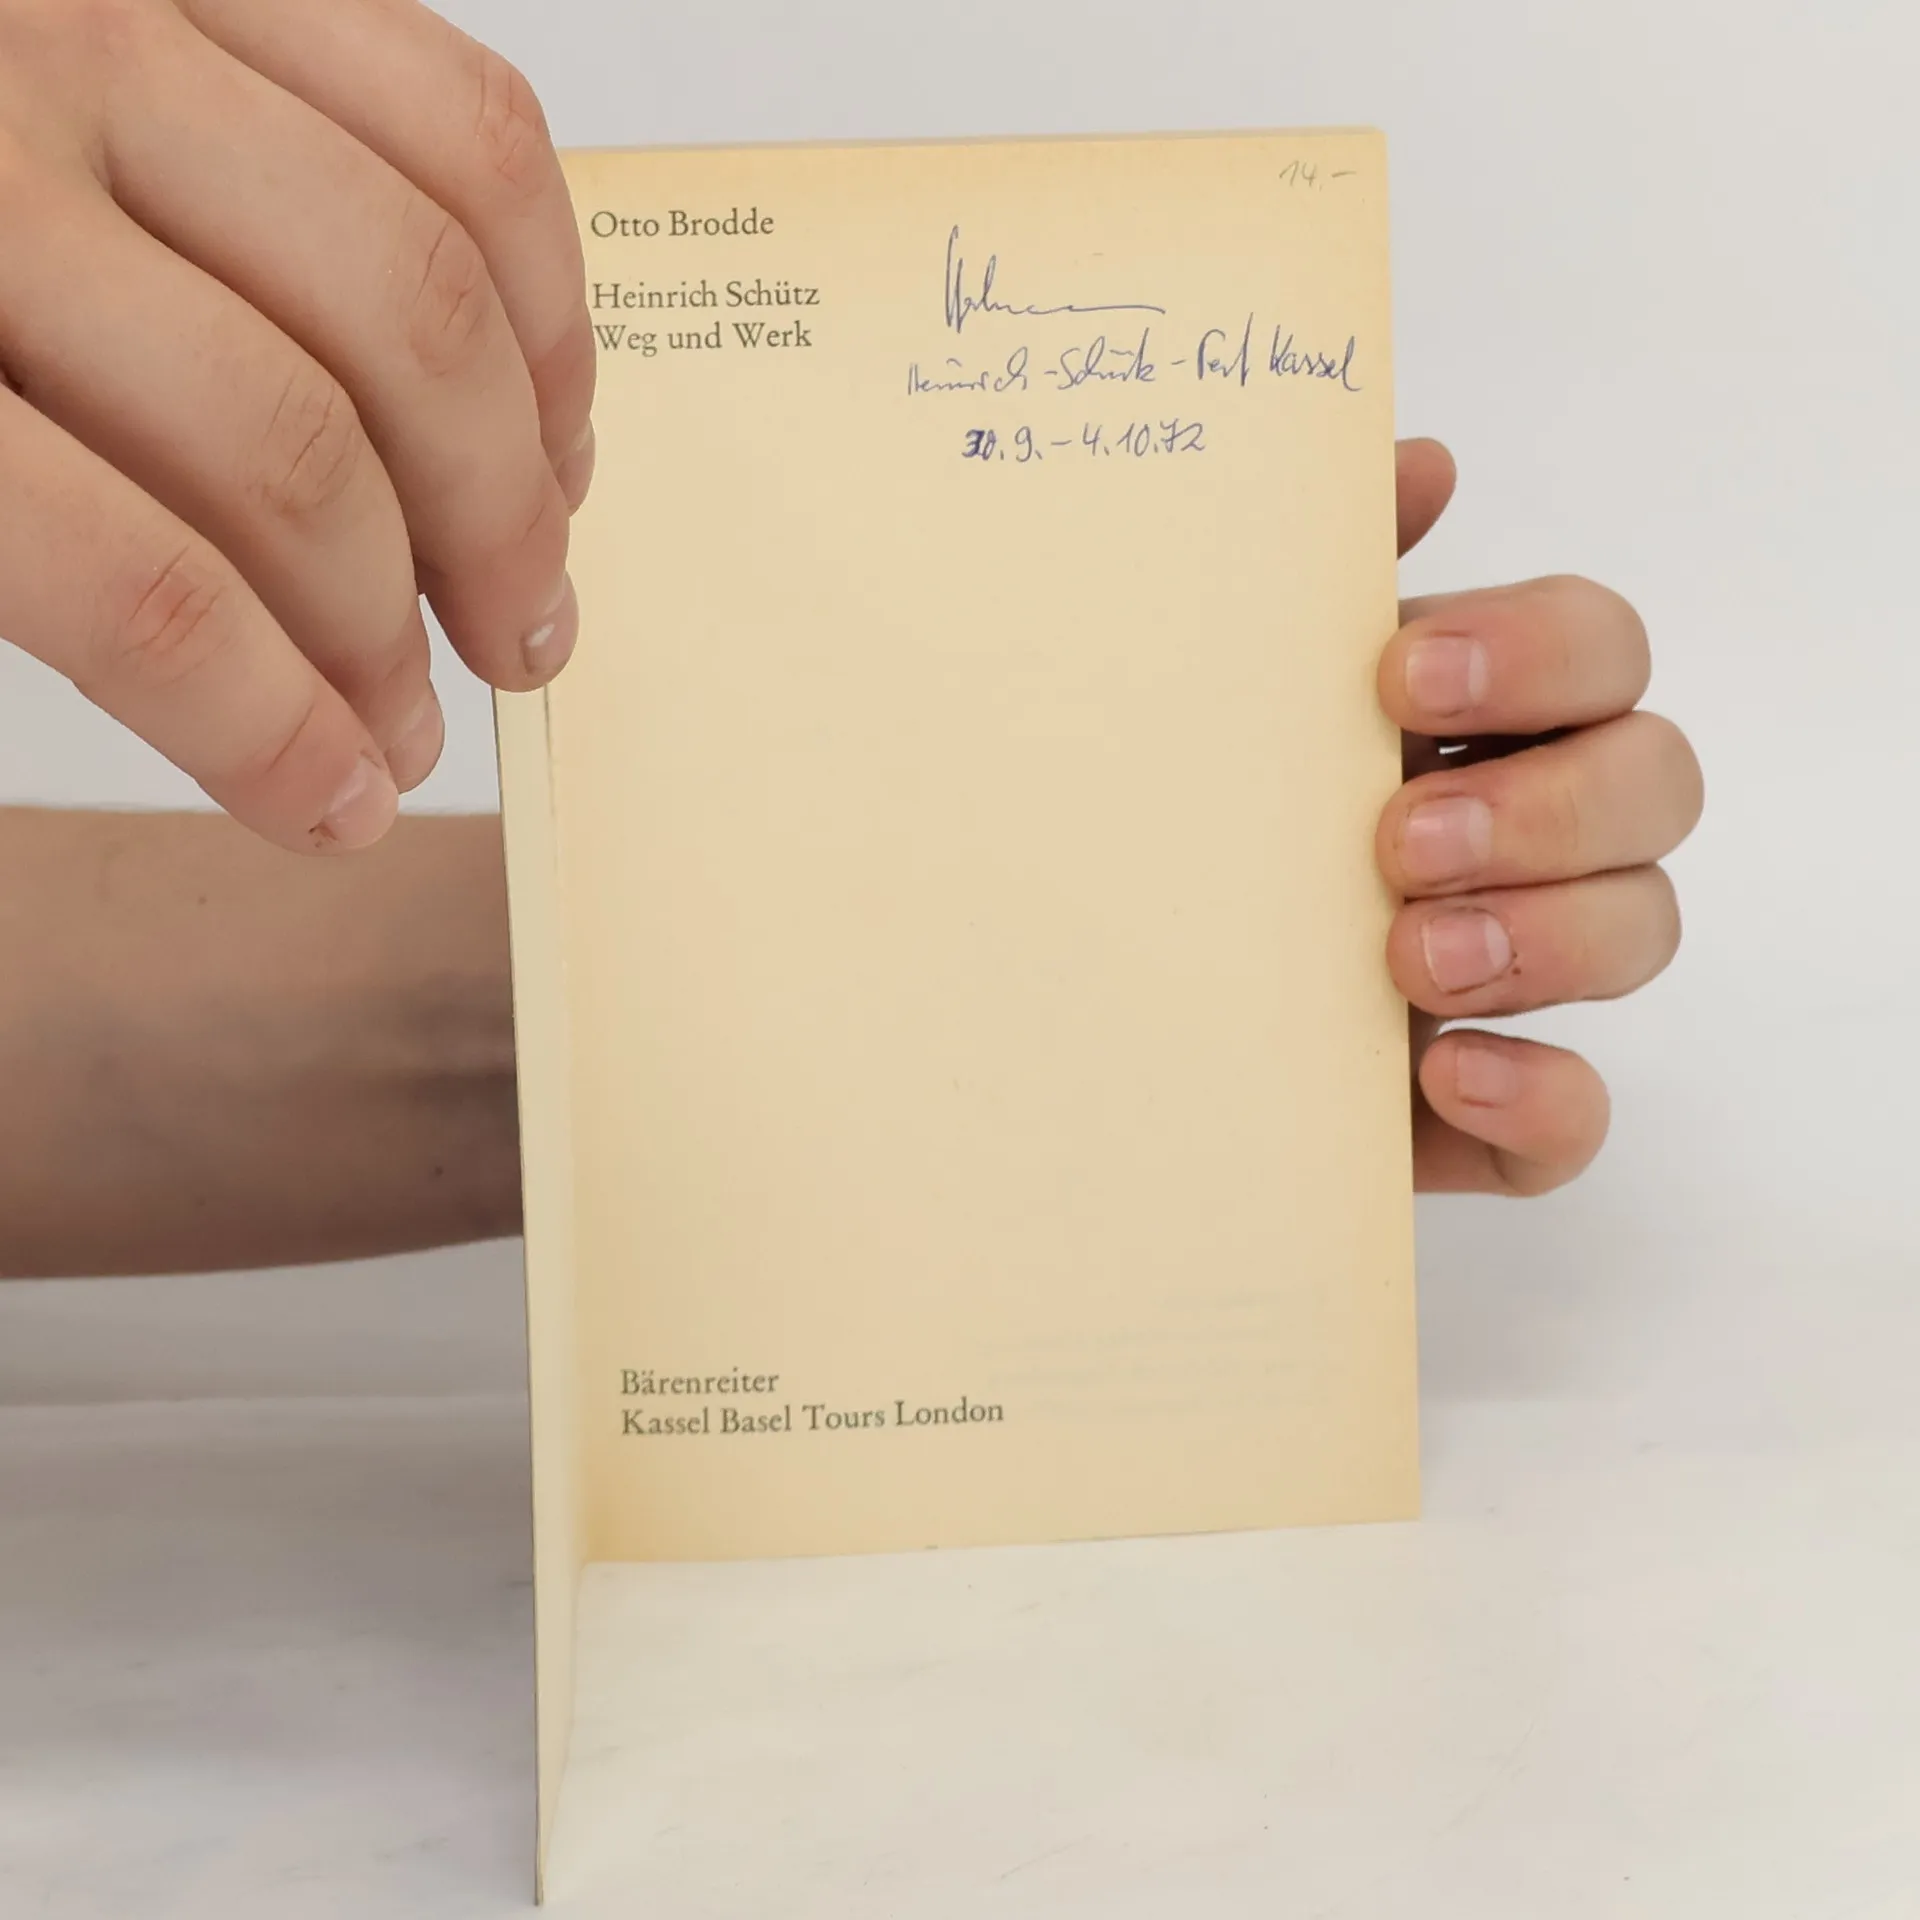 14.-
Otto Brodde
Heinrich Schütz
Weg und Werk
Heinrich-Schütz-Fest Kassel
30.9.-4.10.72
Bärenreiter
Kassel Basel Tours London